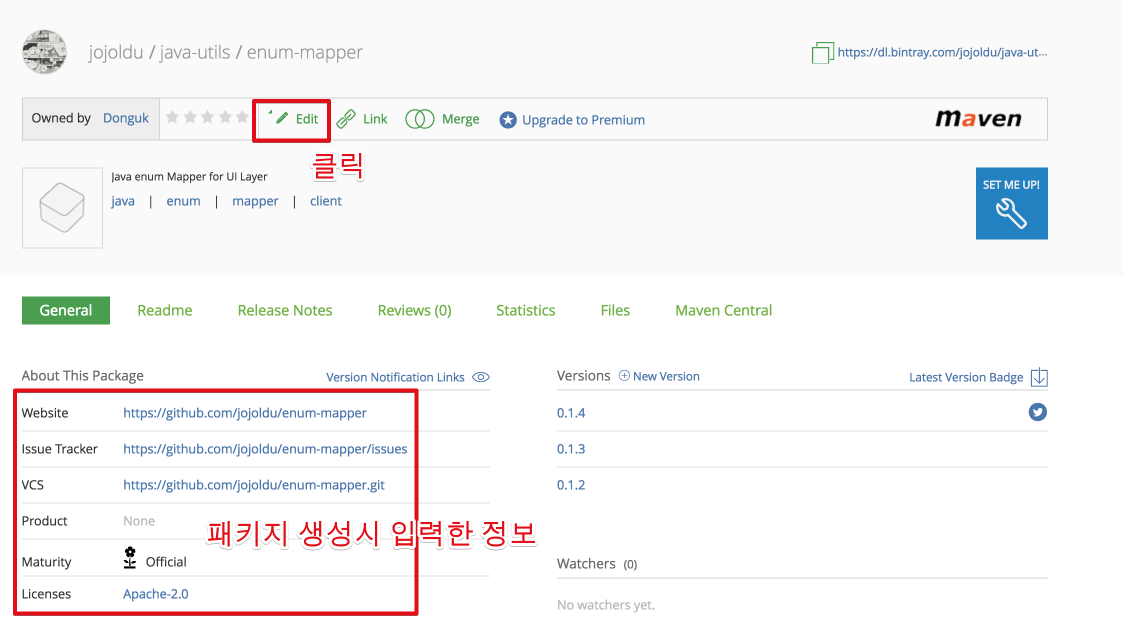 jojoldu / java-utils / enum-mapper
https://dl.bintray.com/jojoldu/java-ut...
Owned by Donguk
Edit
Link
Merge
Upgrade to Premium
maven
클릭
Java enum Mapper for UI Layer
java | enum | mapper | client
SET ME UP!
General
Readme
Release Notes
Reviews (0)
Statistics
Files
Maven Central
About This Package
Version Notification Links
Website https://github.com/jojoldu/enum-mapper
Issue Tracker https://github.com/jojoldu/enum-mapper/issues
VCS https://github.com/jojoldu/enum-mapper.git
Product None
패키지 생성시 입력한 정보
Maturity Official
Licenses Apache-2.0
Versions New Version
Latest Version Badge
0.1.4
0.1.3
0.1.2
Watchers (0)
No watchers yet.